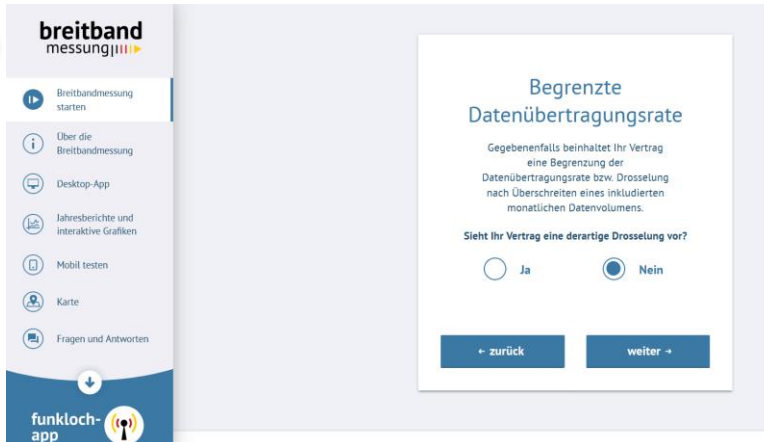 breitband
messung
Breitbandmessung
starten
Über die
Breitbandmessung
Desktop-App
Jahresberichte und
interaktive Grafiken
Mobil testen
Karte
Fragen und Antworten
funkloch-
app
Begrenzte
Datenübertragungsrate
Gegebenenfalls beinhaltet Ihr Vertrag
eine Begrenzung der
Datenübertragungsrate bzw. Drosselung
nach Überschreiten eines inkludierten
monatlichen Datenvolumens.
Sieht Ihr Vertrag eine derartige Drosselung vor?
Ja Nein
← zurück weiter →